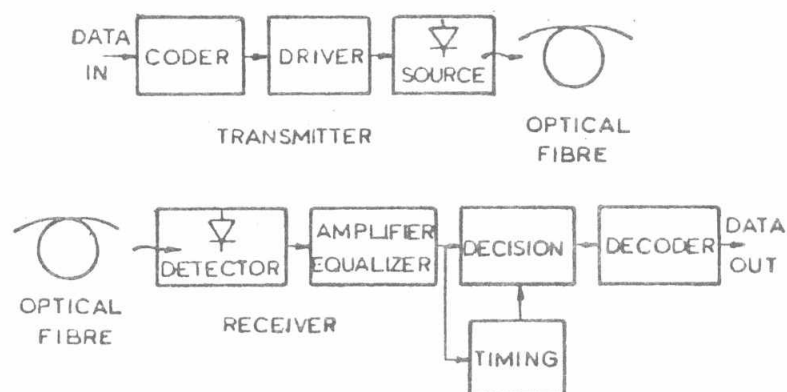 DATA
IN
CODER
DRIVER
SOURCE
TRANSMITTER
OPTICAL
FIBRE
OPTICAL
FIBRE
DETECTOR
RECEIVER
AMPLIFIER
EQUALIZER
DECISION
TIMING
DECODER
DATA
OUT